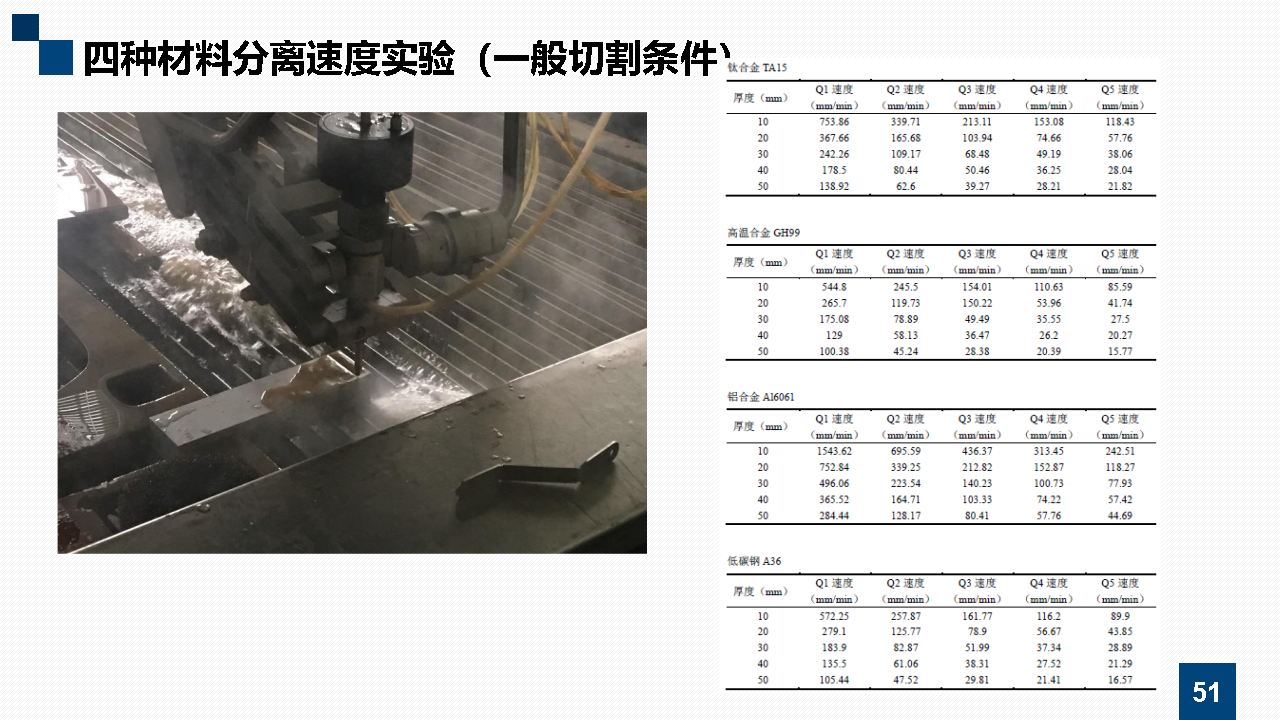 四种材料分离速度实验（一般切割条件）
钛合金 TA15
厚度（mm） Q1 速度（mm/min） Q2 速度（mm/min） Q3 速度（mm/min） Q4 速度（mm/min） Q5 速度（mm/min）
10 753.86 339.71 213.11 153.08 118.43
20 367.66 165.68 103.94 74.66 57.76
30 242.26 109.17 68.48 49.19 38.06
40 178.5 80.44 50.46 36.25 28.04
50 138.92 62.6 39.27 28.21 21.82
高温合金 GH99
厚度（mm） Q1 速度（mm/min） Q2 速度（mm/min） Q3 速度（mm/min） Q4 速度（mm/min） Q5 速度（mm/min）
10 544.8 245.5 154.01 110.63 85.59
20 265.7 119.73 150.22 53.96 41.74
30 175.08 78.89 49.49 35.55 27.5
40 129 58.13 36.47 26.2 20.27
50 100.38 45.24 28.38 20.39 15.77
铝合金 Al6061
厚度（mm） Q1 速度（mm/min） Q2 速度（mm/min） Q3 速度（mm/min） Q4 速度（mm/min） Q5 速度（mm/min）
10 1543.62 695.59 436.37 313.45 242.51
20 752.84 339.25 212.82 152.87 118.27
30 496.06 223.54 140.23 100.73 77.93
40 365.52 164.71 103.33 74.22 57.42
50 284.44 128.17 80.41 57.76 44.69
低碳钢 A36
厚度（mm） Q1 速度（mm/min） Q2 速度（mm/min） Q3 速度（mm/min） Q4 速度（mm/min） Q5 速度（mm/min）
10 572.25 257.87 161.77 116.2 89.9
20 279.1 125.77 78.9 56.67 43.85
30 183.9 82.87 51.99 37.34 28.89
40 135.5 61.06 38.31 27.52 21.29
50 105.44 47.52 29.81 21.41 16.57
51